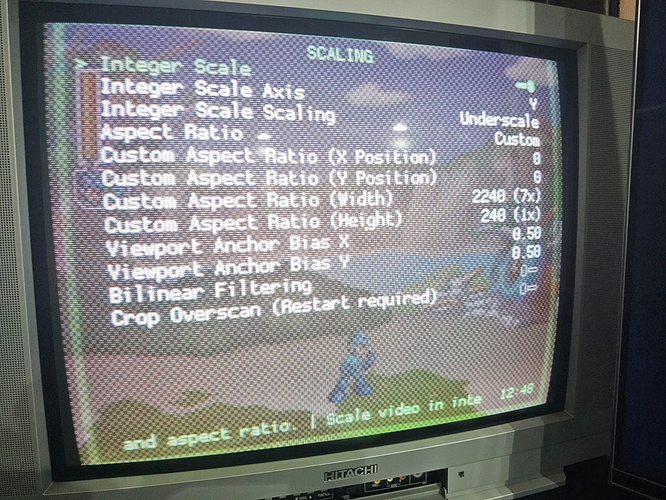 SCALING
> Integer Scale
Integer Scale Axis Y
Integer Scale Scaling Underscale
Aspect Ratio Custom
Custom Aspect Ratio (X Position) 0
Custom Aspect Ratio (Y Position) 0
Custom Aspect Ratio (Width) 2240 (7x)
Custom Aspect Ratio (Height) 240 (1x)
Viewport Anchor Bias X 0.50
Viewport Anchor Bias Y 0.50
Bilinear Filtering
Crop Overscan (Restart required)
and aspect ratio. | Scale video in inte 12:48
HITACHI